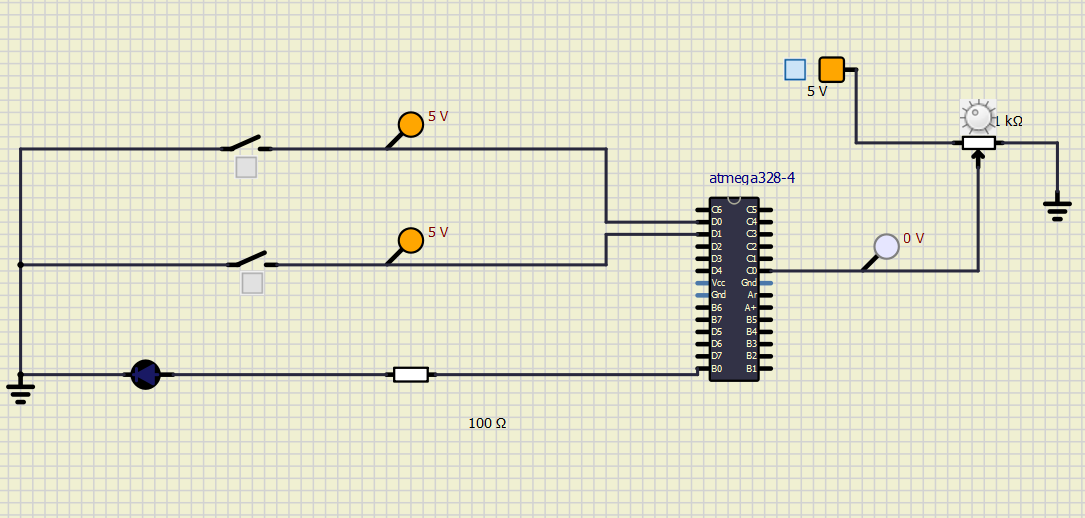 5 V
5 V
1 kΩ
5 V
atmega328-4
C6 C5
D0 C4
D1 C3
D2 C2
D3 C1
D4 C0
Vcc Gnd
Gnd Ar
B6 A+
B7 B5
D5 B4
D6 B3
D7 B2
B0 B1
5 V
0 V
100 Ω